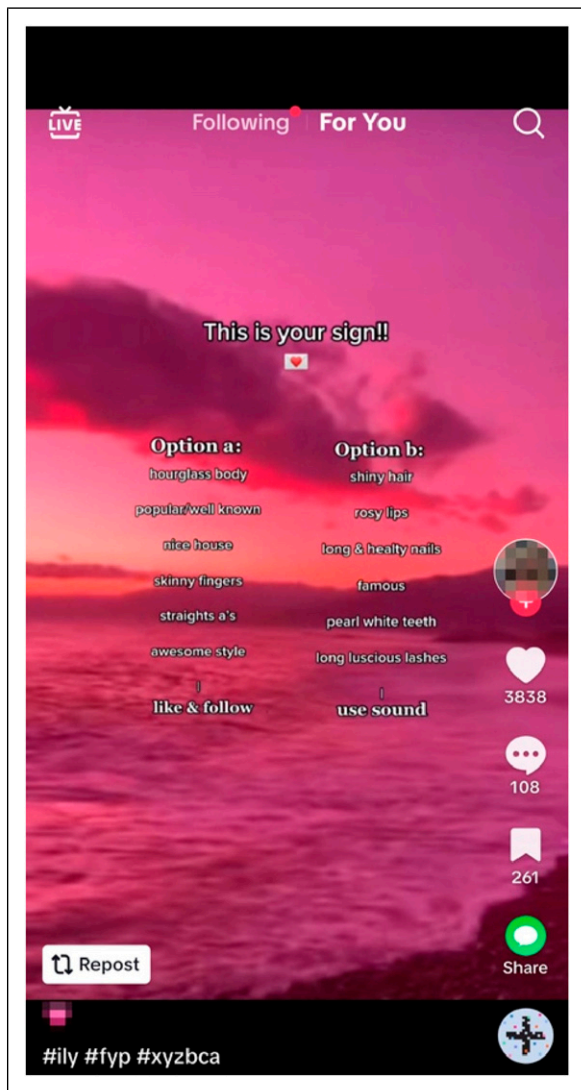 LIVE
Following
For You
This is your sign!!
Option a:
hourglass body
popular/well known
nice house
skinny fingers
straights a's
awesome style
|
like & follow
Option b:
shiny hair
rosy lips
long & healty nails
famous
pearl white teeth
long luscious lashes
|
use sound
3838
108
261
Share
Repost
#ily #fyp #xyzbca